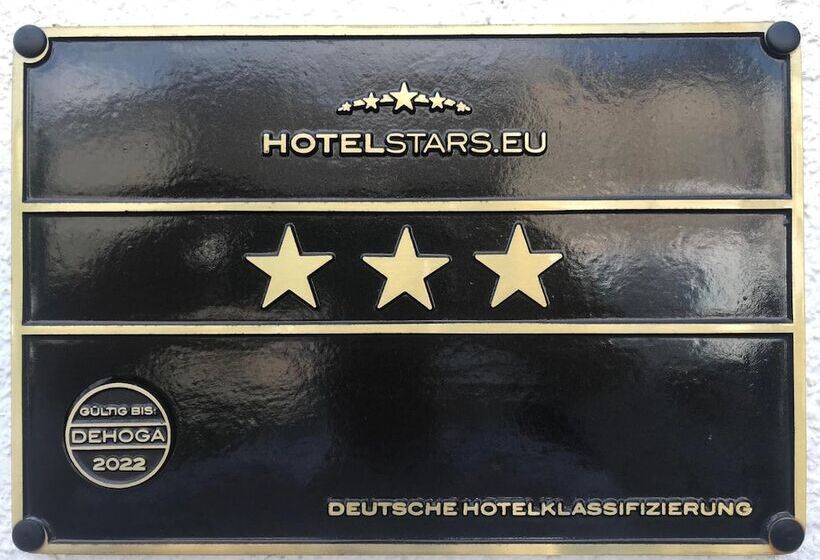 HOTELSTARS.EU
GÜLTIG BIS:
DEHOGA
2022
DEUTSCHE HOTELKLASSIFIZIERUNG